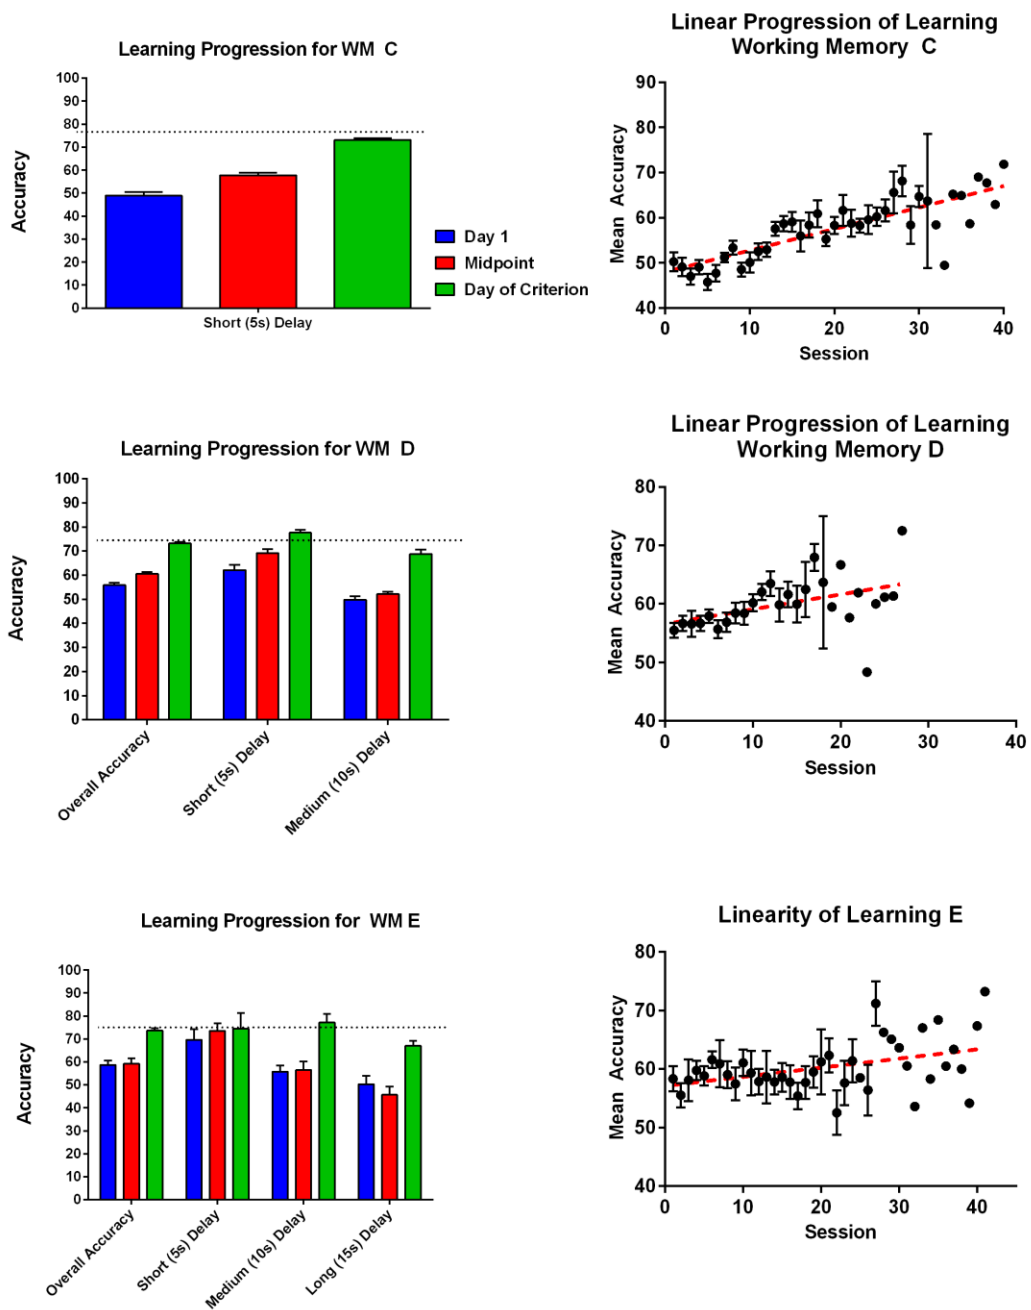 Learning Progression for WM C
Accuracy
100
90
80
70
60
50
40
30
20
10
0
Short (5s) Delay
Day 1
Midpoint
Day of Criterion
Linear Progression of Learning
Working Memory C
Mean Accuracy
90
80
70
60
50
40
0
10
20
30
40
Session
Learning Progression for WM D
Accuracy
100
90
80
70
60
50
40
30
20
10
0
Overall Accuracy
Short (5s) Delay
Medium (10s) Delay
Linear Progression of Learning
Working Memory D
Mean Accuracy
80
70
60
50
40
0
10
20
30
40
Session
Learning Progression for WM E
Accuracy
100
90
80
70
60
50
40
30
20
10
0
Overall Accuracy
Short (5s) Delay
Medium (10s) Delay
Long (15s) Delay
Linearity of Learning E
Mean Accuracy
80
70
60
50
40
0
10
20
30
40
Session